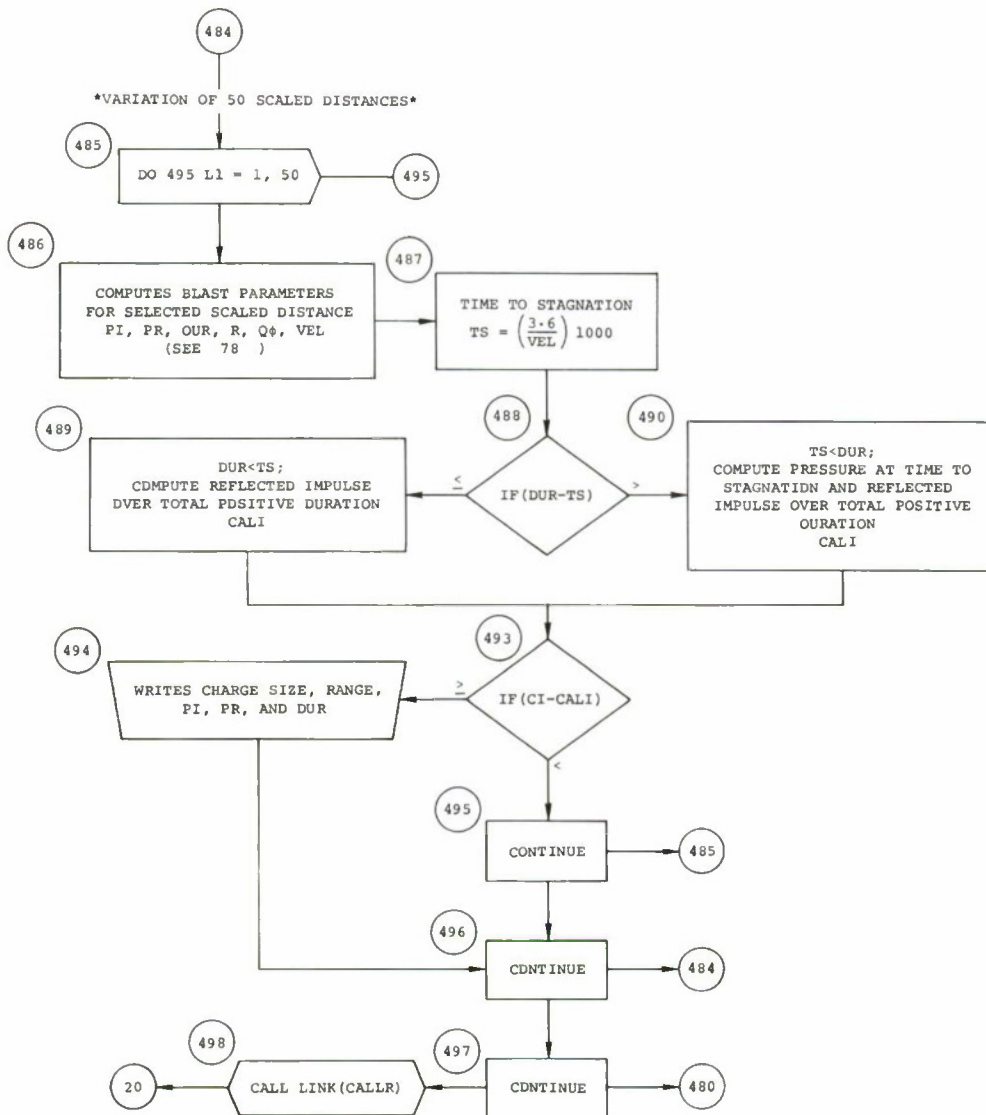 484
*VARIATION OF 50 SCALED DISTANCES*
485
DO 495 L1 = 1, 50
495
486
COMPUTES BLAST PARAMETERS
FOR SELECTED SCALED DISTANCE
PI, PR, OUR, R, Qϕ, VEL
(SEE 78 )
487
TIME TO STAGNATION
TS = (3.6/VEL) 1000
488
IF(DUR-TS)
≤
>
489
DUR<TS;
CDMPUTE REFLECTED IMPULSE
DVER TOTAL PDSITIVE DURATION
CALI
490
TS<DUR;
COMPUTE PRESSURE AT TIME TO
STAGNATIDN AND REFLECTED
IMPULSE OVER TOTAL POSITIVE
OURATION
CALI
493
IF(CI-CALI)
≥
<
494
WRITES CHARGE SIZE, RANGE,
PI, PR, AND DUR
495
CONTINUE
485
496
CDNTINUE
484
497
CDNTINUE
480
498
CALL LINK(CALLR)
20